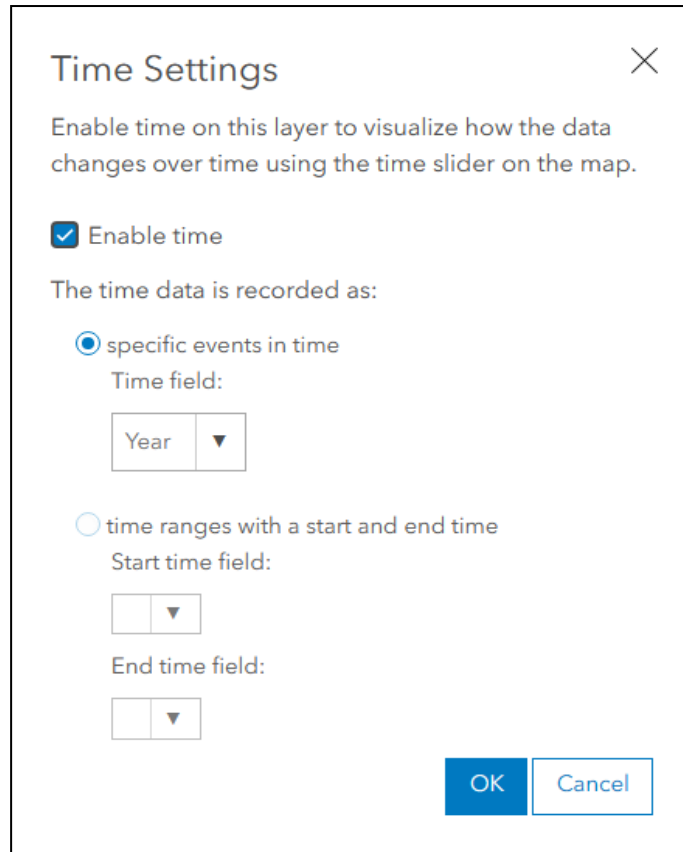 Time Settings
Enable time on this layer to visualize how the data
changes over time using the time slider on the map.
Enable time
The time data is recorded as:
specific events in time
Time field:
Year
time ranges with a start and end time
Start time field:
End time field:
OK Cancel